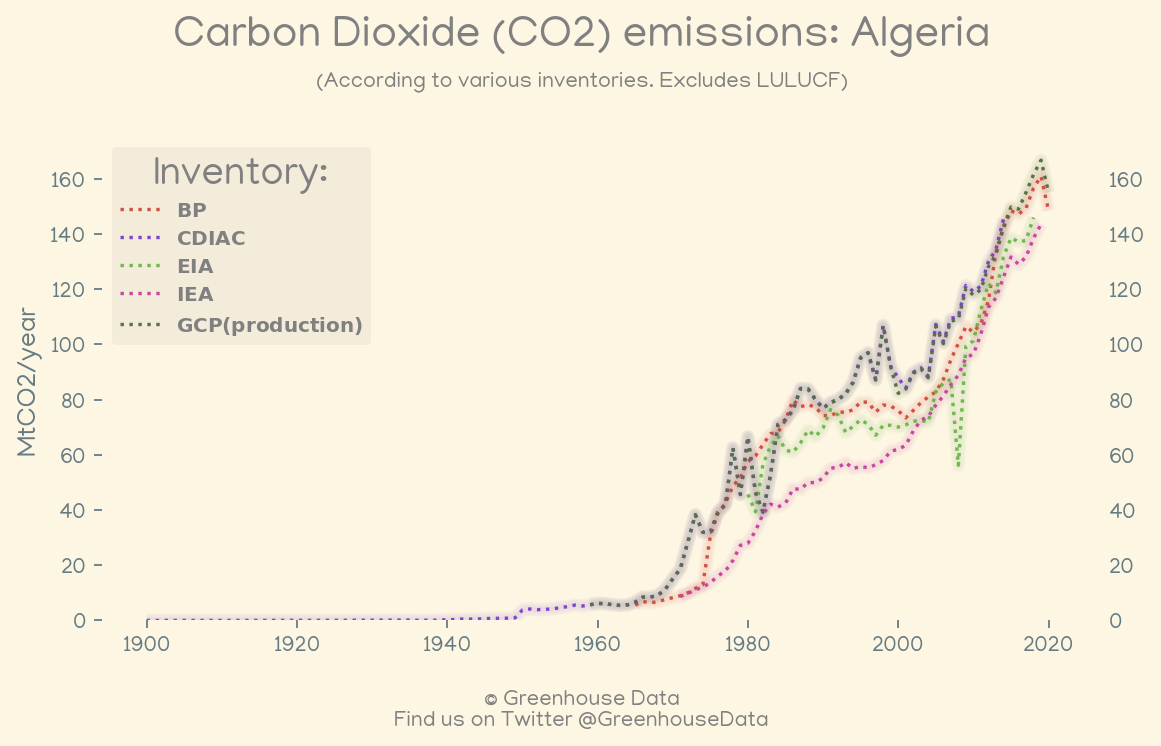 Carbon Dioxide (CO2) emissions: Algeria
(According to various inventories. Excludes LULUCF)
Inventory:
BP
CDIAC
EIA
IEA
GCP(production)
MtCO2/year
160
140
120
100
80
60
40
20
0
160
140
120
100
80
60
40
20
0
1900 1920 1940 1960 1980 2000 2020
© Greenhouse Data
Find us on Twitter @GreenhouseData